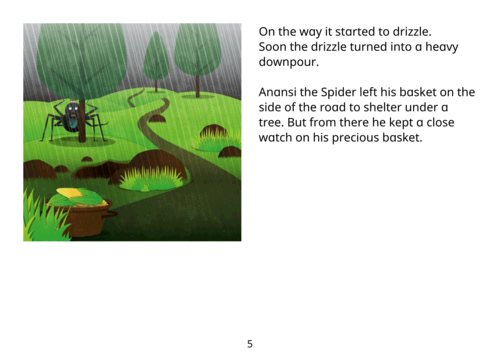 On the way it started to drizzle.
Soon the drizzle turned into a heavy
downpour.
Anansi the Spider left his basket on the
side of the road to shelter under a
tree. But from there he kept a close
watch on his precious basket.
5